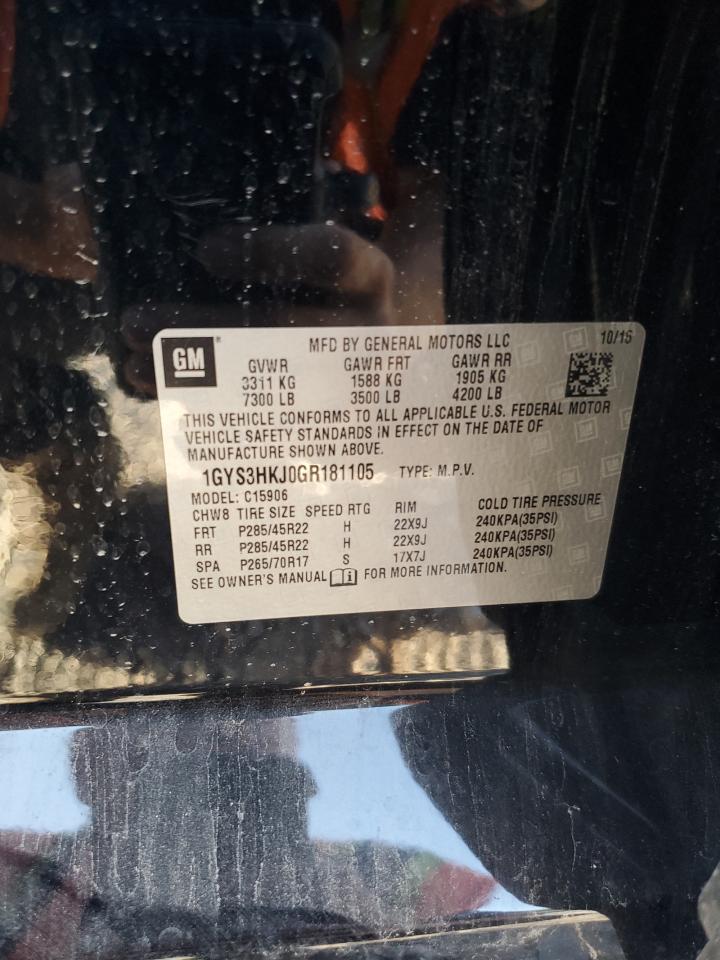 GM
MFD BY GENERAL MOTORS LLC 10/15
GVWR GAWR FRT GAWR RR
3311 KG 1588 KG 1905 KG
7300 LB 3500 LB 4200 LB
THIS VEHICLE CONFORMS TO ALL APPLICABLE U.S. FEDERAL MOTOR
VEHICLE SAFETY STANDARDS IN EFFECT ON THE DATE OF
MANUFACTURE SHOWN ABOVE.
1GYS3HKJ0GR181105 TYPE: M.P.V.
MODEL: C15906
CHW8 TIRE SIZE SPEED RTG RIM COLD TIRE PRESSURE
FRT P285/45R22 H 22X9J 240KPA(35PSI)
RR P285/45R22 H 22X9J 240KPA(35PSI)
SPA P265/70R17 S 17X7J 240KPA(35PSI)
SEE OWNER'S MANUAL FOR MORE INFORMATION.